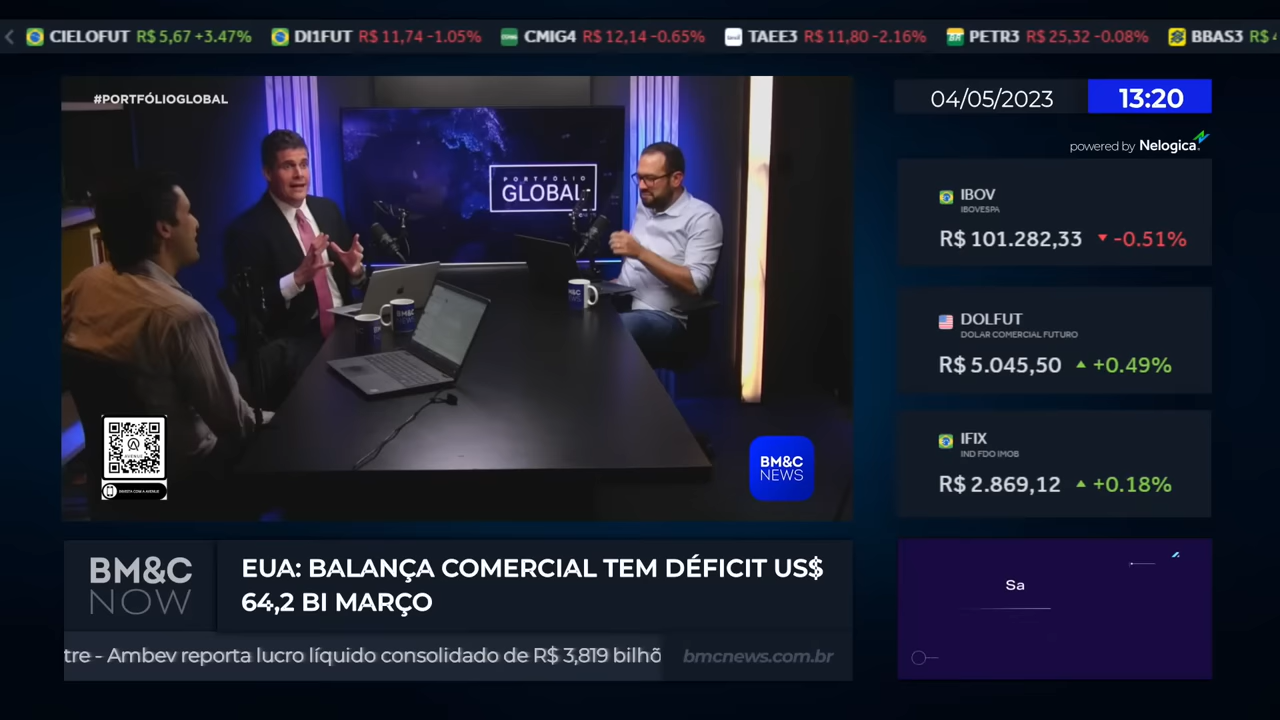 CIELOFUT R$ 5,67 +3.47% DI1FUT R$ 11,74 -1.05% CMIG4 R$ 12,14 -0.65% TAEE3 R$ 11,80 -2.16% PETR3 R$ 25,32 -0.08% BBAS3 R$
#PORTFÓLIOGLOBAL
04/05/2023 13:20
powered by Nelogica
PORTFOLIO
GLOBAL
IBOV
IBOVESPA
R$ 101.282,33 -0.51%
DOLFUT
DOLAR COMERCIAL FUTURO
R$ 5.045,50 +0.49%
IFIX
IND FDO IMOB
R$ 2.869,12 +0.18%
BM&C
NEWS
BM&C
NEWS
BM&C
NEWS
BM&C
NOW
EUA: BALANÇA COMERCIAL TEM DÉFICIT US$
64,2 BI MARÇO
tre - Ambev reporta lucro líquido consolidado de R$ 3,819 bilhõ
bmcnews.com.br
Sa